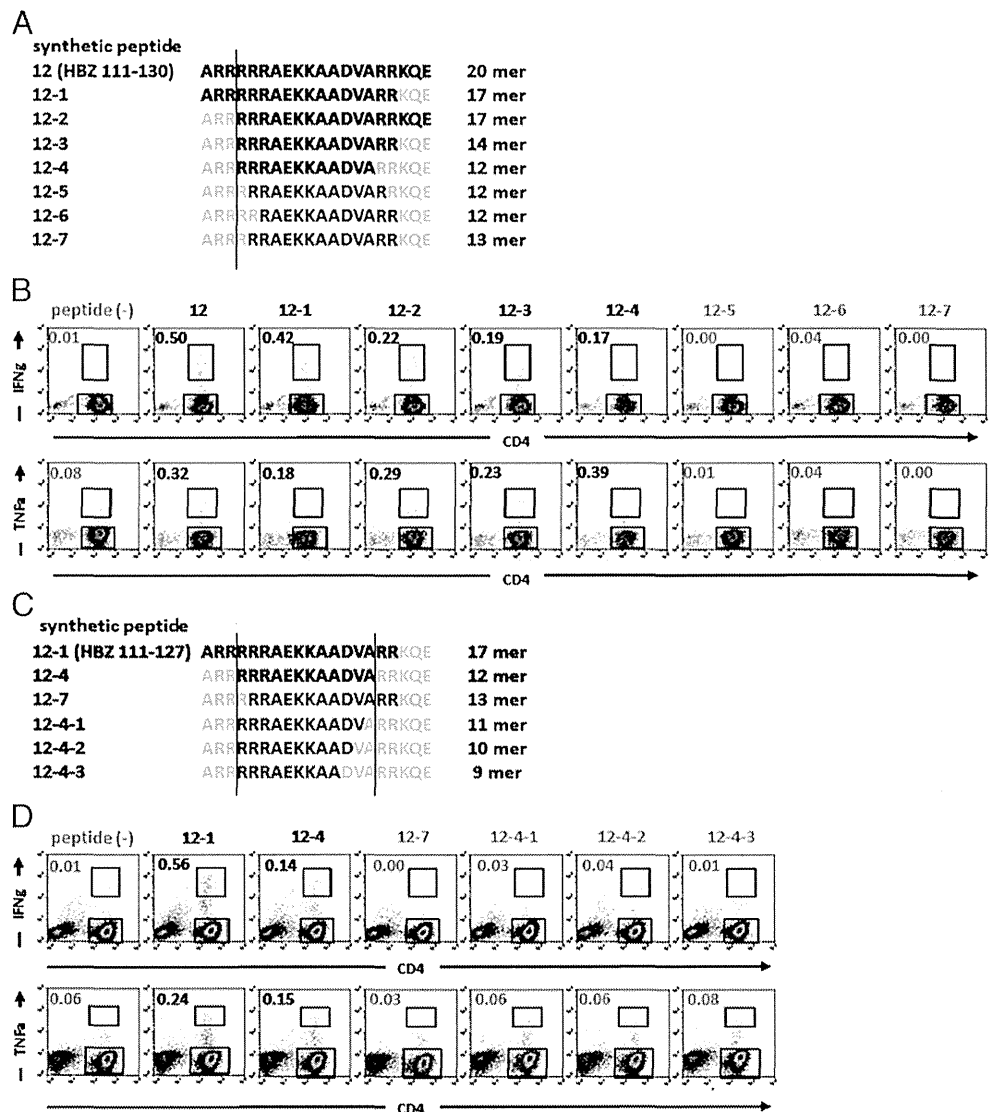 A
synthetic peptide
12 (HBZ 111-130) ARRRRRAEKKAADVARRKQE 20 mer
12-1 ARRRRRAEKKAADVARRKQE 17 mer
12-2 ARRRRRAEKKAADVARRKQE 17 mer
12-3 ARRRRRAEKKAADVARRKQE 14 mer
12-4 ARRRRRAEKKAADVARRKQE 12 mer
12-5 ARRRRRAEKKAADVARRKQE 12 mer
12-6 ARRRRRAEKKAADVARRKQE 12 mer
12-7 ARRRRRAEKKAADVARRKQE 13 mer
B
peptide (-) 12 12-1 12-2 12-3 12-4 12-5 12-6 12-7
IFNg 0.01 0.50 0.42 0.22 0.19 0.17 0.00 0.04 0.00
CD4
TNFa 0.08 0.32 0.18 0.29 0.23 0.39 0.01 0.04 0.00
CD4
C
synthetic peptide
12-1 (HBZ 111-127) ARRRRRAEKKAADVARRKQE 17 mer
12-4 ARRRRRAEKKAADVARRKQE 12 mer
12-7 ARRRRRAEKKAADVARRKQE 13 mer
12-4-1 ARRRRRAEKKAADVARRKQE 11 mer
12-4-2 ARRRRRAEKKAADVARRKQE 10 mer
12-4-3 ARRRRRAEKKAADVARRKQE 9 mer
D
peptide (-) 12-1 12-4 12-7 12-4-1 12-4-2 12-4-3
IFNg 0.01 0.56 0.14 0.00 0.03 0.04 0.01
CD4
TNFa 0.06 0.24 0.15 0.03 0.06 0.06 0.08
CD4